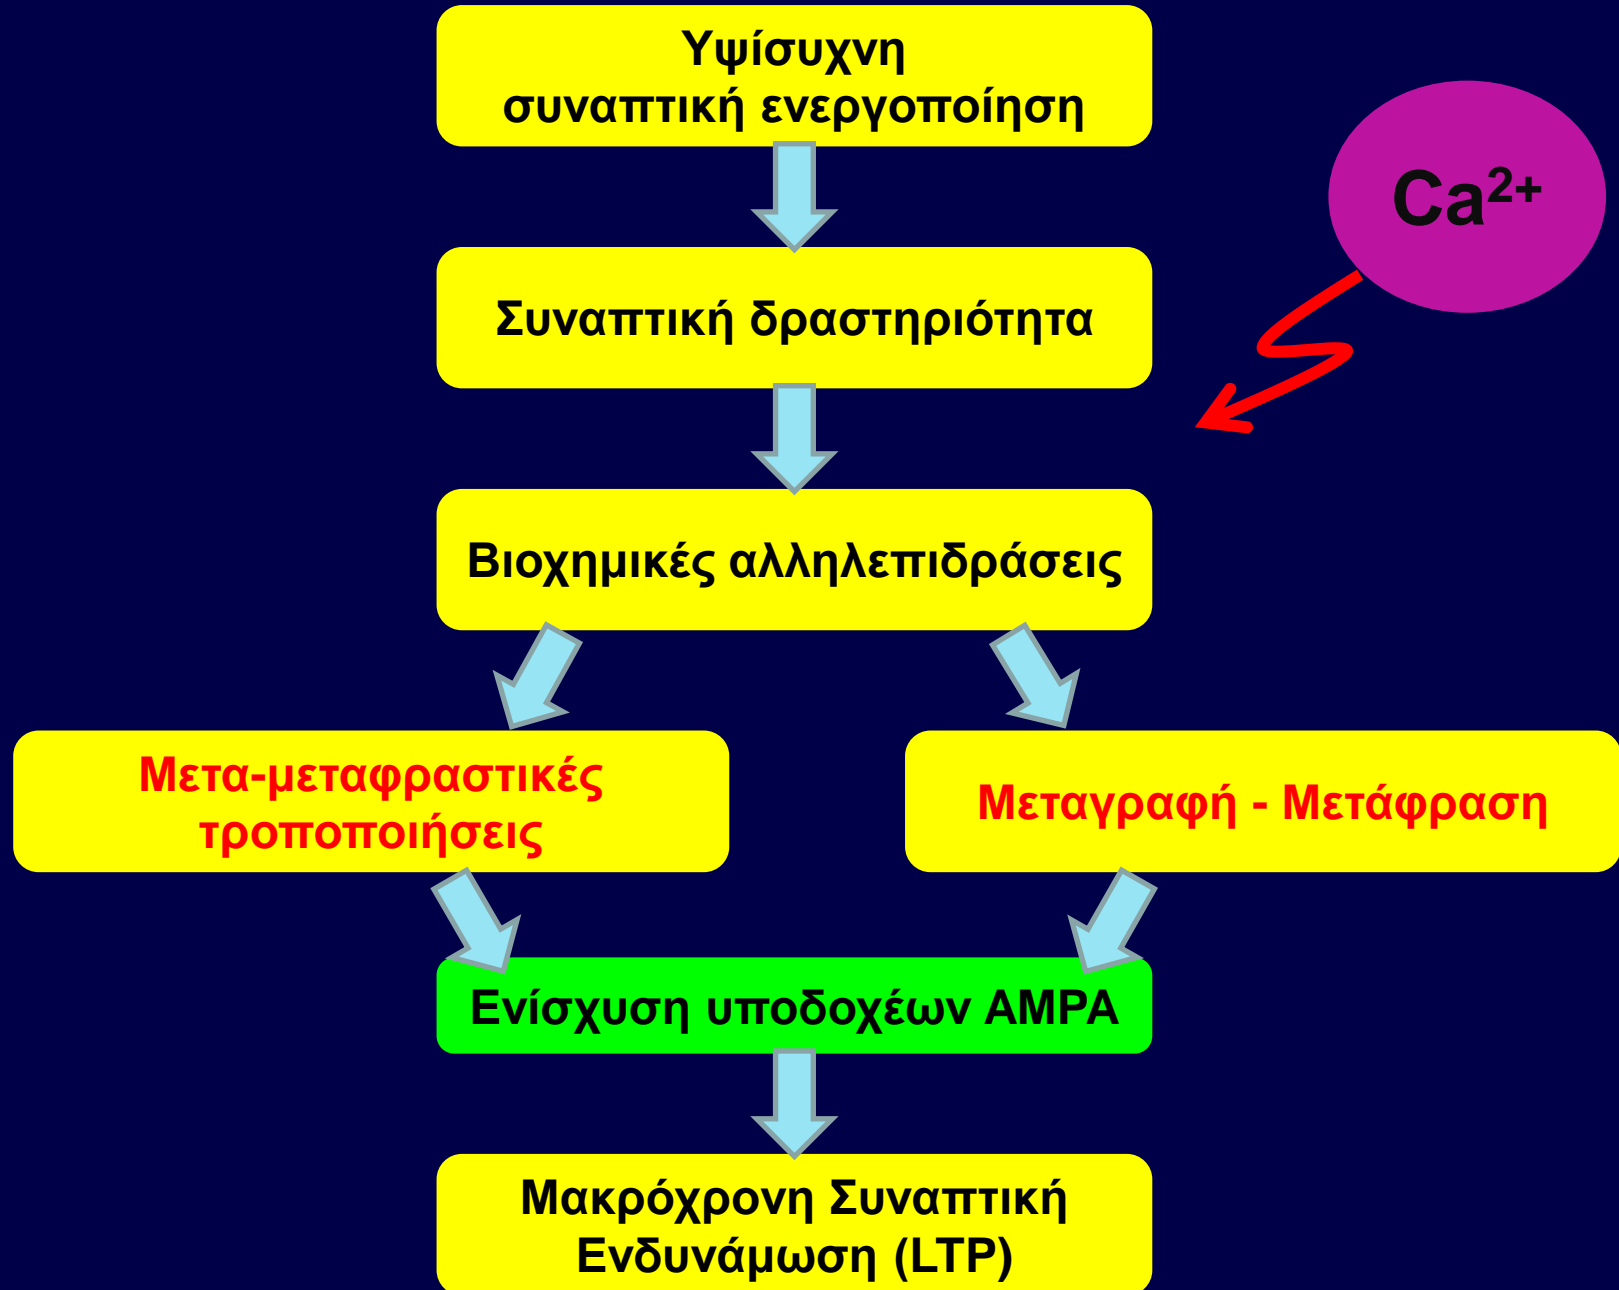 Υψίσυχνη
συναπτική ενεργοποίηση
Ca²⁺
Συναπτική δραστηριότητα
Βιοχημικές αλληλεπιδράσεις
Μετα-μεταφραστικές
τροποποιήσεις
Μεταγραφή - Μετάφραση
Ενίσχυση υποδοχέων AMPA
Μακρόχρονη Συναπτική
Ενδυνάμωση (LTP)